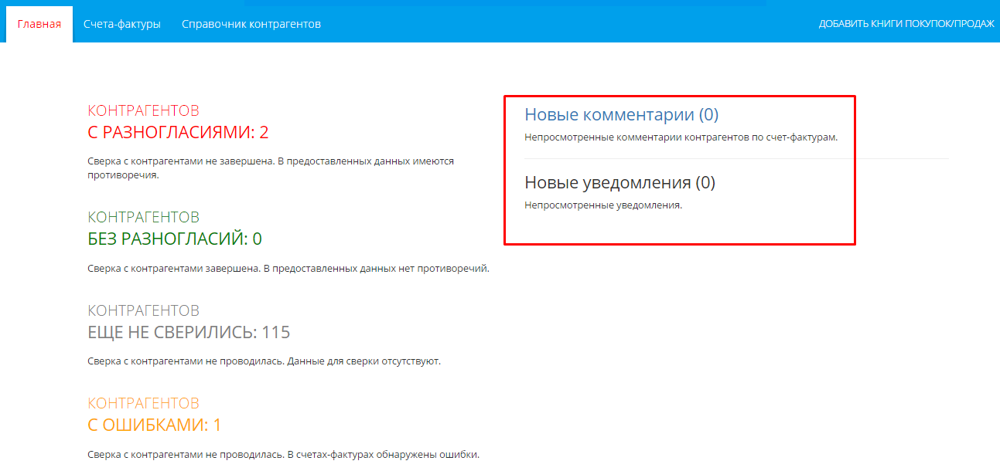 Главная
Счета-фактуры
Справочник контрагентов
ДОБАВИТЬ КНИГИ ПОКУПОК/ПРОДАЖ
КОНТРАГЕНТОВ
С РАЗНОГЛАСИЯМИ: 2
Сверка с контрагентами не завершена. В предоставленных данных имеются
противоречия.
КОНТРАГЕНТОВ
БЕЗ РАЗНОГЛАСИЙ: 0
Сверка с контрагентами завершена. В предоставленных данных нет противоречий.
КОНТРАГЕНТОВ
ЕЩЕ НЕ СВЕРИЛИСЬ: 115
Сверка с контрагентами не проводилась. Данные для сверки отсутствуют.
КОНТРАГЕНТОВ
С ОШИБКАМИ: 1
Сверка с контрагентами не проводилась. В счетах-фактурах обнаружены ошибки.
Новые комментарии (0)
Непросмотренные комментарии контрагентов по счет-фактурам.
Новые уведомления (0)
Непросмотренные уведомления.